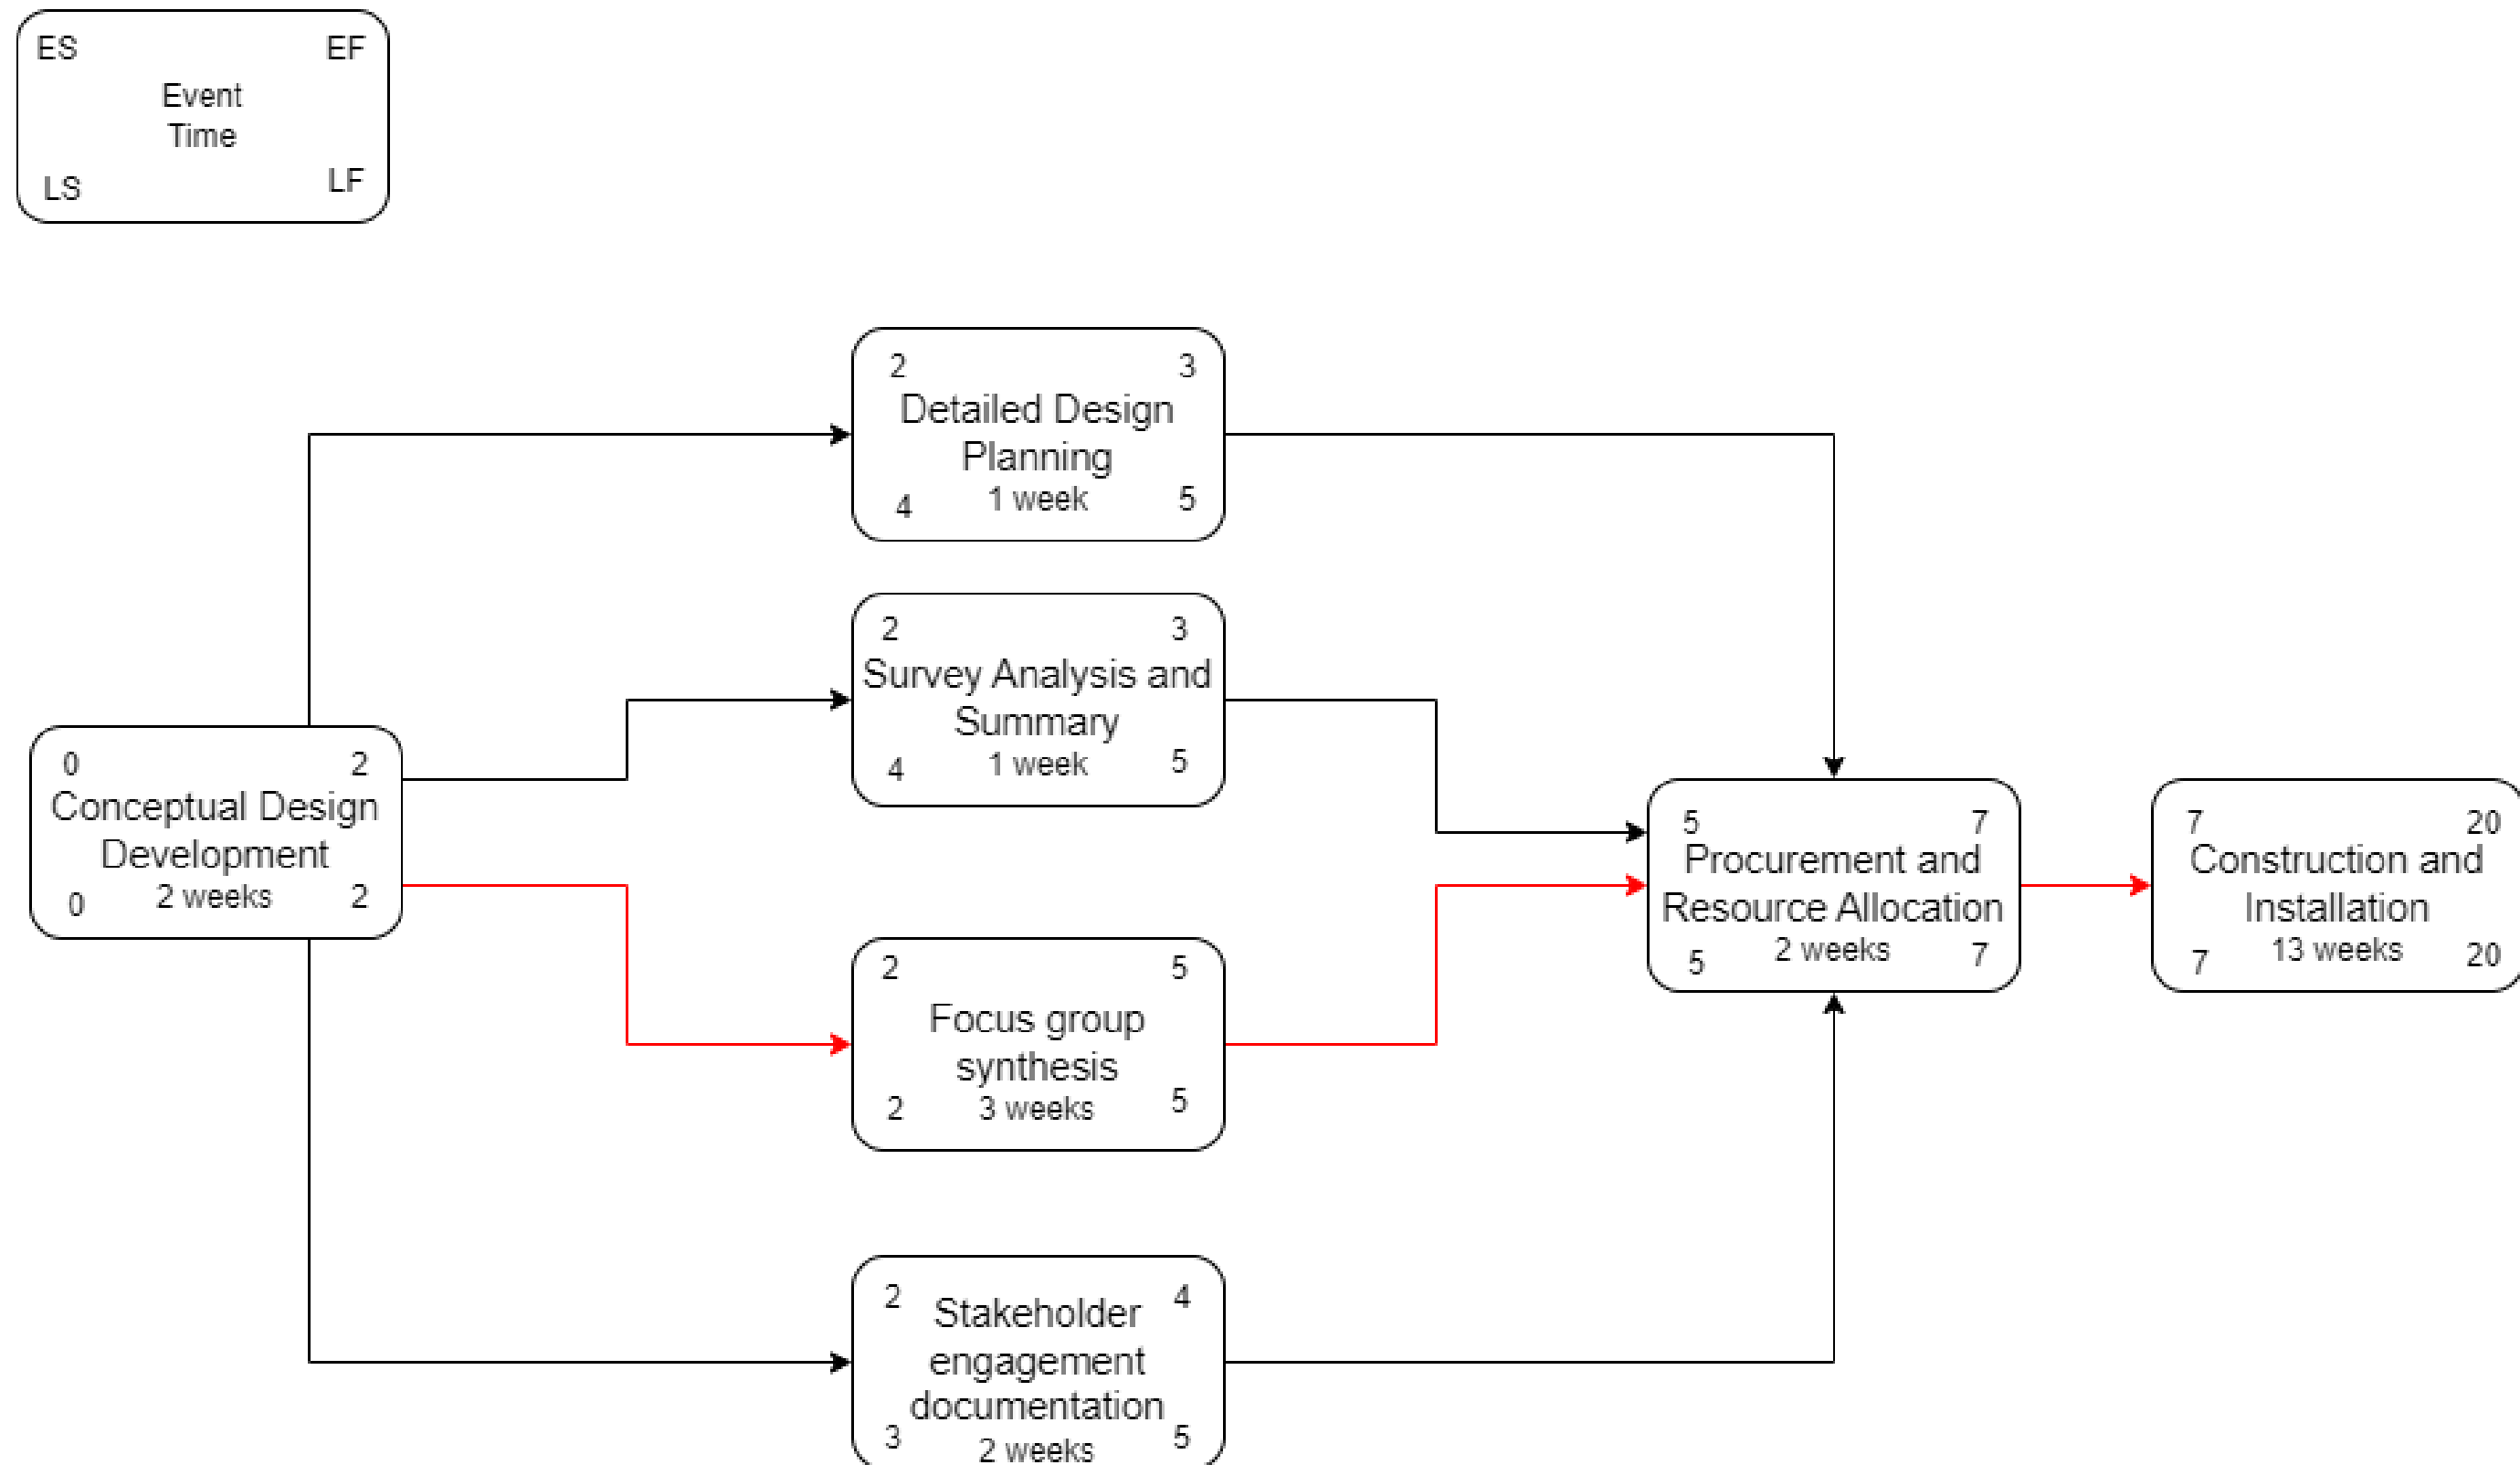 ES EF
Event
Time
LS LF
2 3
Detailed Design
Planning
1 week
4 5
2 3
Survey Analysis and
Summary
1 week
4 5
0 2
Conceptual Design
Development
2 weeks
0 2
5 7
Procurement and
Resource Allocation
2 weeks
5 7
7 20
Construction and
Installation
13 weeks
7 20
2 5
Focus group
synthesis
3 weeks
2 5
2 4
Stakeholder
engagement
documentation
2 weeks
3 5